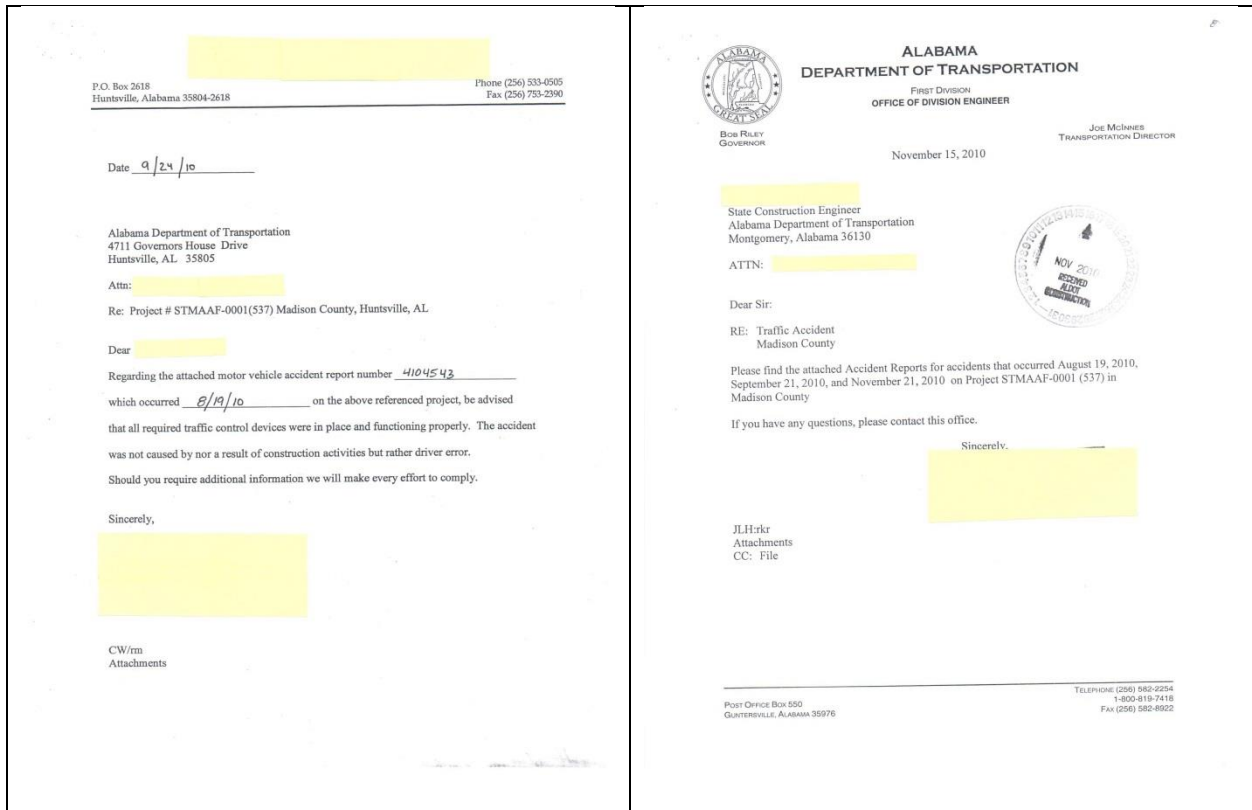 P.O. Box 2618
Huntsville, Alabama 35804-2618
Phone (256) 533-0505
Fax (256) 753-2390
Date 9/24/10
Alabama Department of Transportation
4711 Governors House Drive
Huntsville, AL 35805
Attn:
Re: Project # STMAAF-0001(537) Madison County, Huntsville, AL
Dear
Regarding the attached motor vehicle accident report number 4104543
which occurred 8/19/10 on the above referenced project, be advised
that all required traffic control devices were in place and functioning properly. The accident
was not caused by nor a result of construction activities but rather driver error.
Should you require additional information we will make every effort to comply.
Sincerely,
CW/rm
Attachments
ALABAMA
GREAT SEAL
ALABAMA
DEPARTMENT OF TRANSPORTATION
FIRST DIVISION
OFFICE OF DIVISION ENGINEER
BOB RILEY
GOVERNOR
JOE MCINNES
TRANSPORTATION DIRECTOR
November 15, 2010
State Construction Engineer
Alabama Department of Transportation
Montgomery, Alabama 36130
ATTN:
NOV 2010
RECEIVED
ALDOT
CONSTRUCTION
Dear Sir:
RE: Traffic Accident
Madison County
Please find the attached Accident Reports for accidents that occurred August 19, 2010,
September 21, 2010, and November 21, 2010 on Project STMAAF-0001 (537) in
Madison County
If you have any questions, please contact this office.
Sincerely,
JLH:rkr
Attachments
CC: File
POST OFFICE BOX 550
GUNTERSVILLE, ALABAMA 35976
TELEPHONE (256) 582-2254
1-800-819-7418
FAX (256) 582-8922